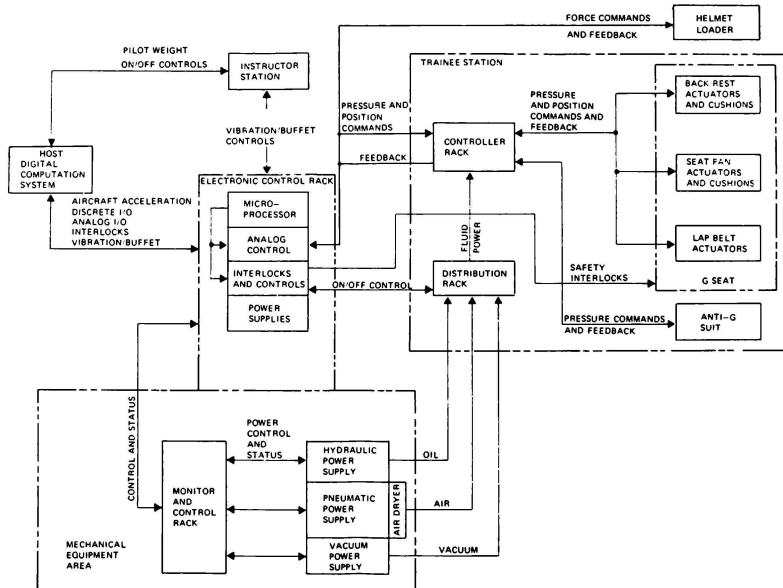 FORCE COMMANDS
AND FEEDBACK
HELMET
LOADER
PILOT WEIGHT
ON/OFF CONTROLS
INSTRUCTOR
STATION
TRAINEE STATION
BACK REST
ACTUATORS
AND CUSHIONS
PRESSURE AND
POSITION
COMMANDS
PRESSURE
AND POSITION
COMMANDS AND
FEEDBACK
CONTROLLER
RACK
VIBRATION/BUFFET
CONTROLS
FEEDBACK
HOST
DIGITAL
COMPUTATION
SYSTEM
SEAT FAN
ACTUATORS
AND CUSHIONS
ELECTRONIC CONTROL RACK
AIRCRAFT ACCELERATION
DISCRETE I/O
ANALOG I/O
INTERLOCKS
VIBRATION/BUFFET
MICRO-
PROCESSOR
ANALOG
CONTROL
INTERLOCKS
AND CONTROLS
POWER
SUPPLIES
FLUID
POWER
LAP BELT
ACTUATORS
SAFETY
INTERLOCKS
G SEAT
ON/OFF CONTROL
DISTRIBUTION
RACK
PRESSURE COMMANDS
AND FEEDBACK
ANTI-G
SUIT
CONTROL AND STATUS
POWER
CONTROL
AND
STATUS
HYDRAULIC
POWER
SUPPLY
OIL
MONITOR
AND
CONTROL
RACK
PNEUMATIC
POWER
SUPPLY
AIR DRYER
AIR
VACUUM
POWER
SUPPLY
VACUUM
MECHANICAL
EQUIPMENT
AREA